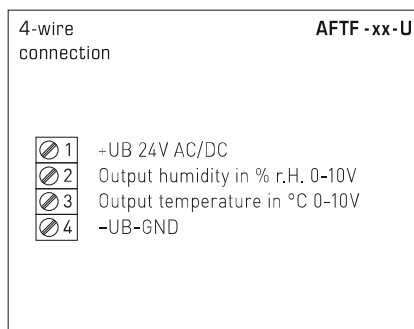 4-wire connection
AFTF-xx-U
1 +UB 24V AC/DC
2 Output humidity in % r.H. 0-10V
3 Output temperature in °C 0-10V
4 -UB-GND